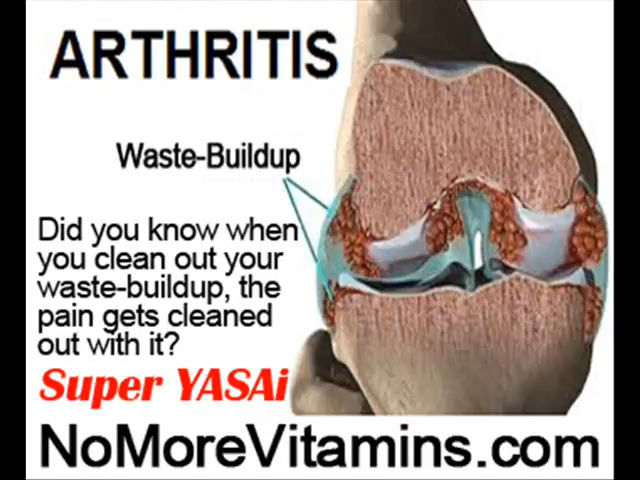 ARTHRITIS
Waste-Buildup
Did you know when
you clean out your
waste-buildup, the
pain gets cleaned
out with it?
Super YASAi
NoMoreVitamins.com